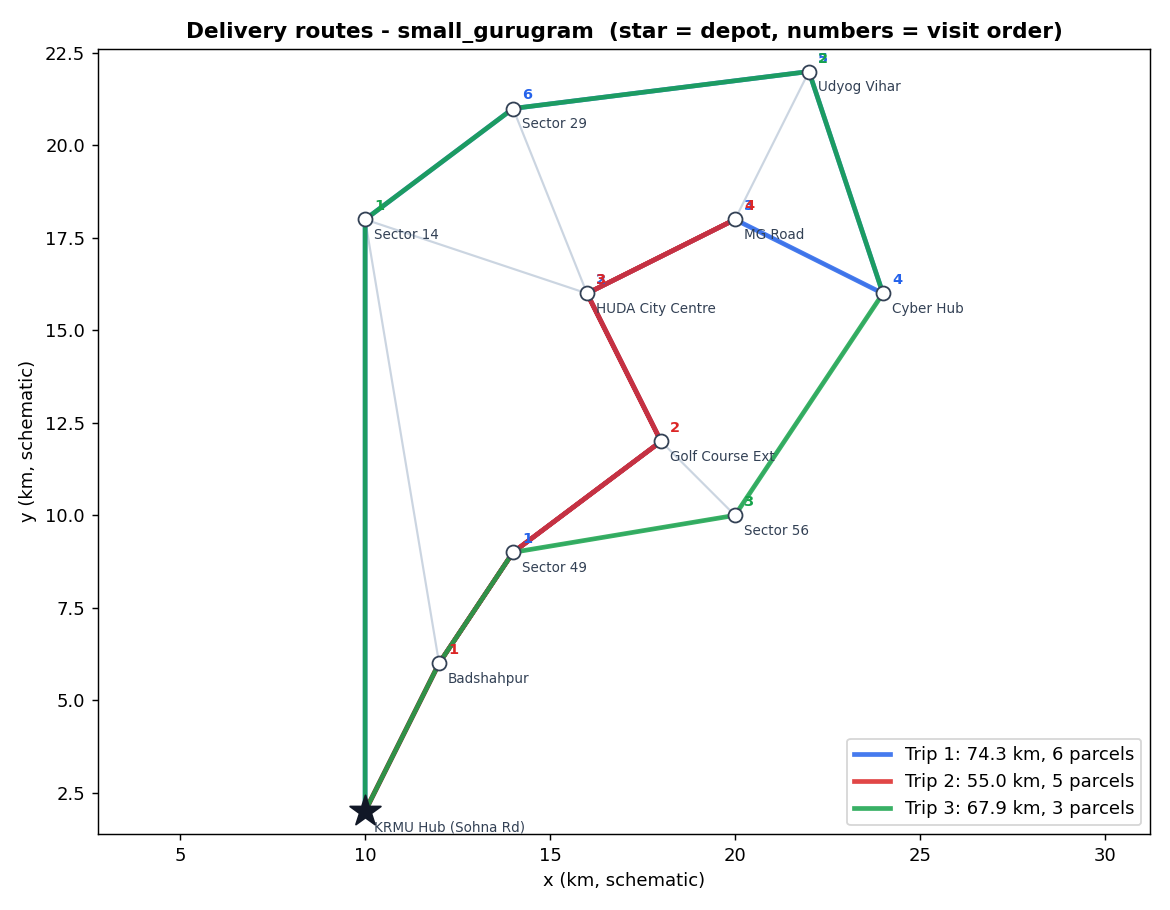 Delivery routes - small_gurugram  (star = depot, numbers = visit order)
22.5
20.0
17.5
15.0
12.5
10.0
7.5
5.0
2.5
y (km, schematic)
Udyog Vihar
6
Sector 29
1
Sector 14
4
MG Road
HUDA City Centre
4
Cyber Hub
2
Golf Course Ext
3
Sector 56
1
Sector 49
1
Badshahpur
KRMU Hub (Sohna Rd)
Trip 1: 74.3 km, 6 parcels
Trip 2: 55.0 km, 5 parcels
Trip 3: 67.9 km, 3 parcels
5
10
15
20
25
30
x (km, schematic)